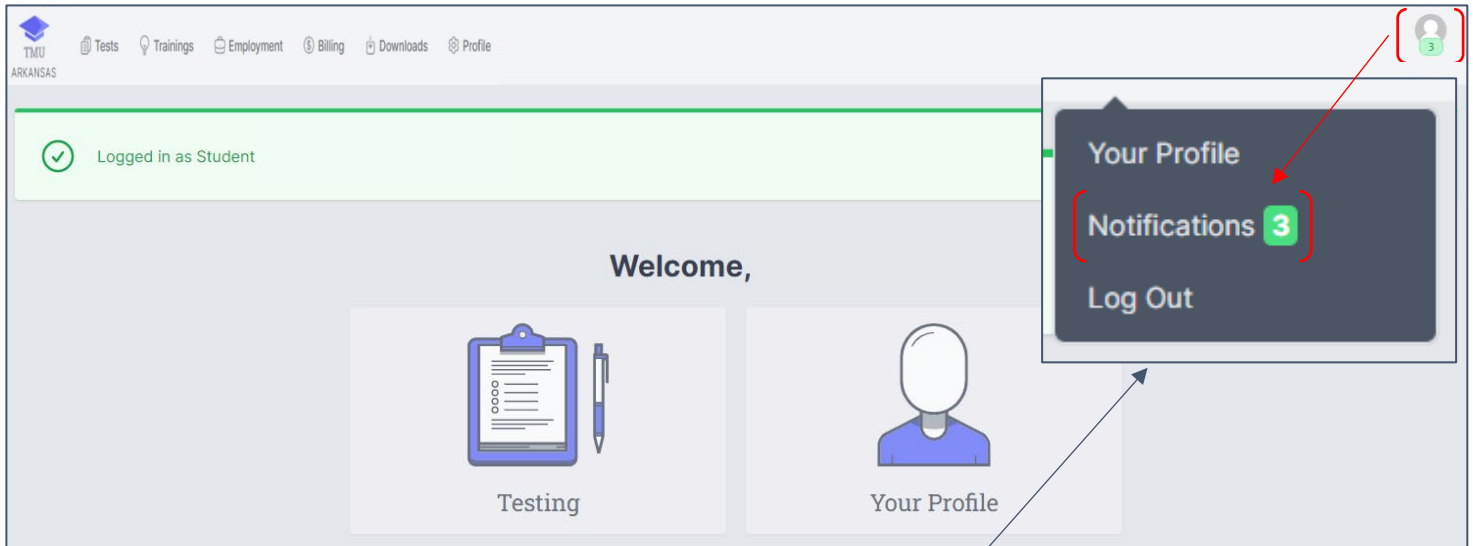 TMU
ARKANSAS
Tests Trainings Employment Billing Downloads Profile
3
Logged in as Student
Your Profile
Notifications 3
Log Out
Welcome,
Testing
Your Profile